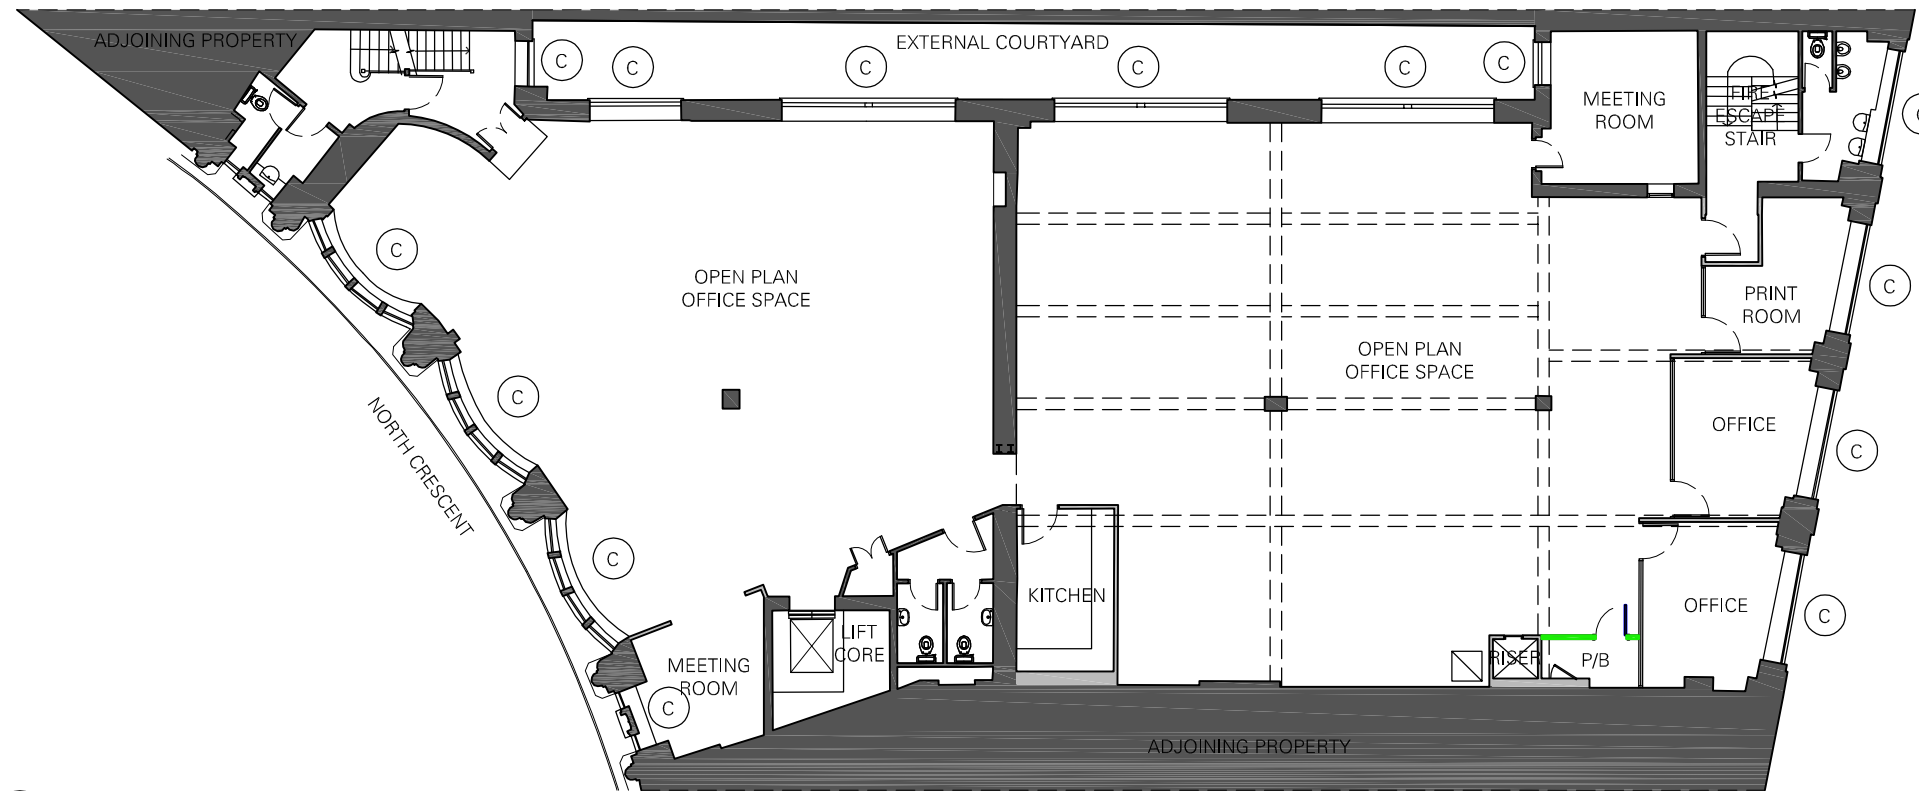 ADJOINING PROPERTY
EXTERNAL COURTYARD
C
C
C
C
C
C
MEETING
ROOM
FIRE
ESCAPE
STAIR
C
C
OPEN PLAN
OFFICE SPACE
PRINT
ROOM
C
OPEN PLAN
OFFICE SPACE
C
NORTH CRESCENT
OFFICE
C
C
KITCHEN
OFFICE
C
LIFT
CORE
MEETING
ROOM
RISER
P/B
C
ADJOINING PROPERTY